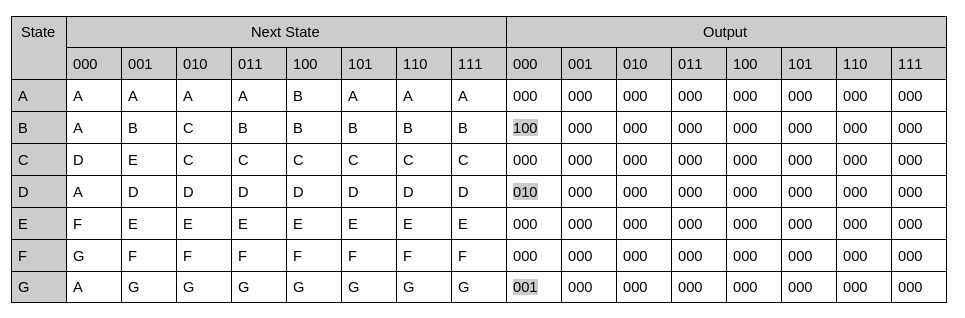 State Next State Output
000 001 010 011 100 101 110 111 000 001 010 011 100 101 110 111
A A A A A B A A A 000 000 000 000 000 000 000 000
B A B C B B B B B 100 000 000 000 000 000 000 000
C D E C C C C C C 000 000 000 000 000 000 000 000
D A D D D D D D D 010 000 000 000 000 000 000 000
E F E E E E E E E 000 000 000 000 000 000 000 000
F G F F F F F F F 000 000 000 000 000 000 000 000
G A G G G G G G G 001 000 000 000 000 000 000 000